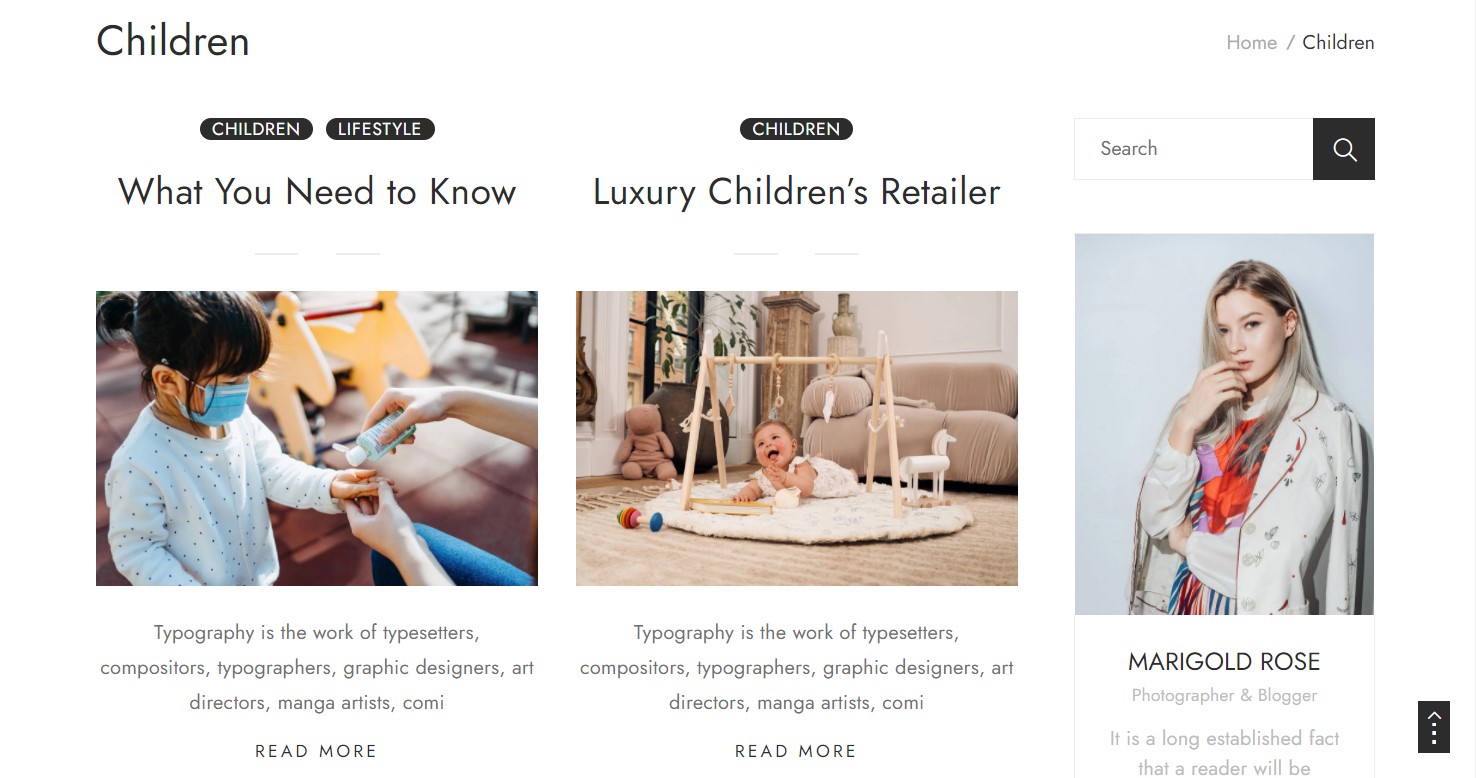 Children
Home / Children
CHILDREN LIFESTYLE
What You Need to Know
Typography is the work of typesetters,
compositors, typographers, graphic designers, art
directors, manga artists, comi
READ MORE
CHILDREN
Luxury Children’s Retailer
Typography is the work of typesetters,
compositors, typographers, graphic designers, art
directors, manga artists, comi
READ MORE
Search
MARIGOLD ROSE
Photographer & Blogger
It is a long established fact
that a reader will be